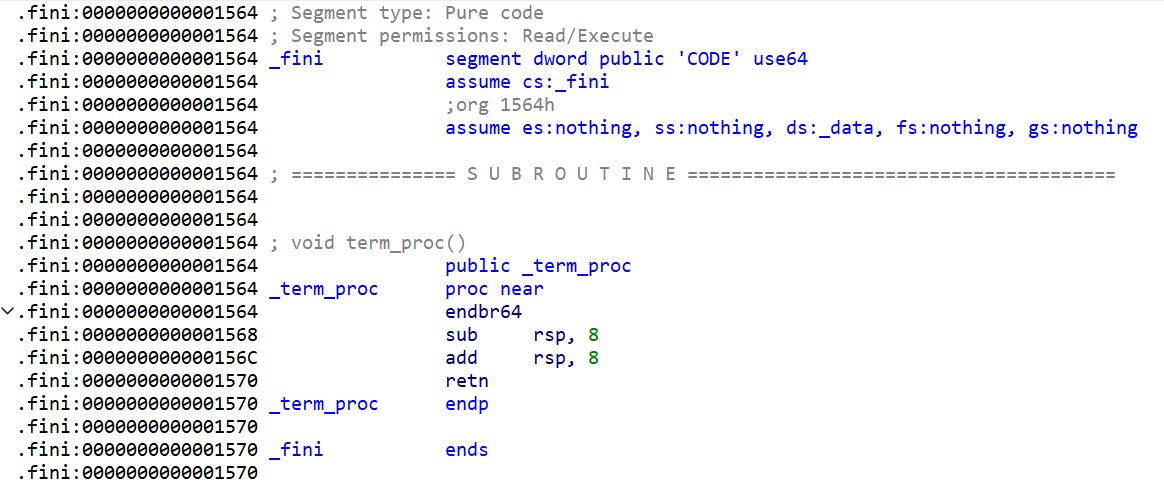 .fini:0000000000001564 ; Segment type: Pure code
.fini:0000000000001564 ; Segment permissions: Read/Execute
.fini:0000000000001564 _fini           segment dword public 'CODE' use64
.fini:0000000000001564                 assume cs:_fini
.fini:0000000000001564                 ;org 1564h
.fini:0000000000001564                 assume es:nothing, ss:nothing, ds:_data, fs:nothing, gs:nothing
.fini:0000000000001564
.fini:0000000000001564 ; =============== S U B R O U T I N E =======================================
.fini:0000000000001564
.fini:0000000000001564
.fini:0000000000001564 ; void term_proc()
.fini:0000000000001564                 public _term_proc
.fini:0000000000001564 _term_proc      proc near
.fini:0000000000001564                 endbr64
.fini:0000000000001568                 sub     rsp, 8
.fini:000000000000156C                 add     rsp, 8
.fini:0000000000001570                 retn
.fini:0000000000001570 _term_proc      endp
.fini:0000000000001570
.fini:0000000000001570 _fini           ends
.fini:0000000000001570